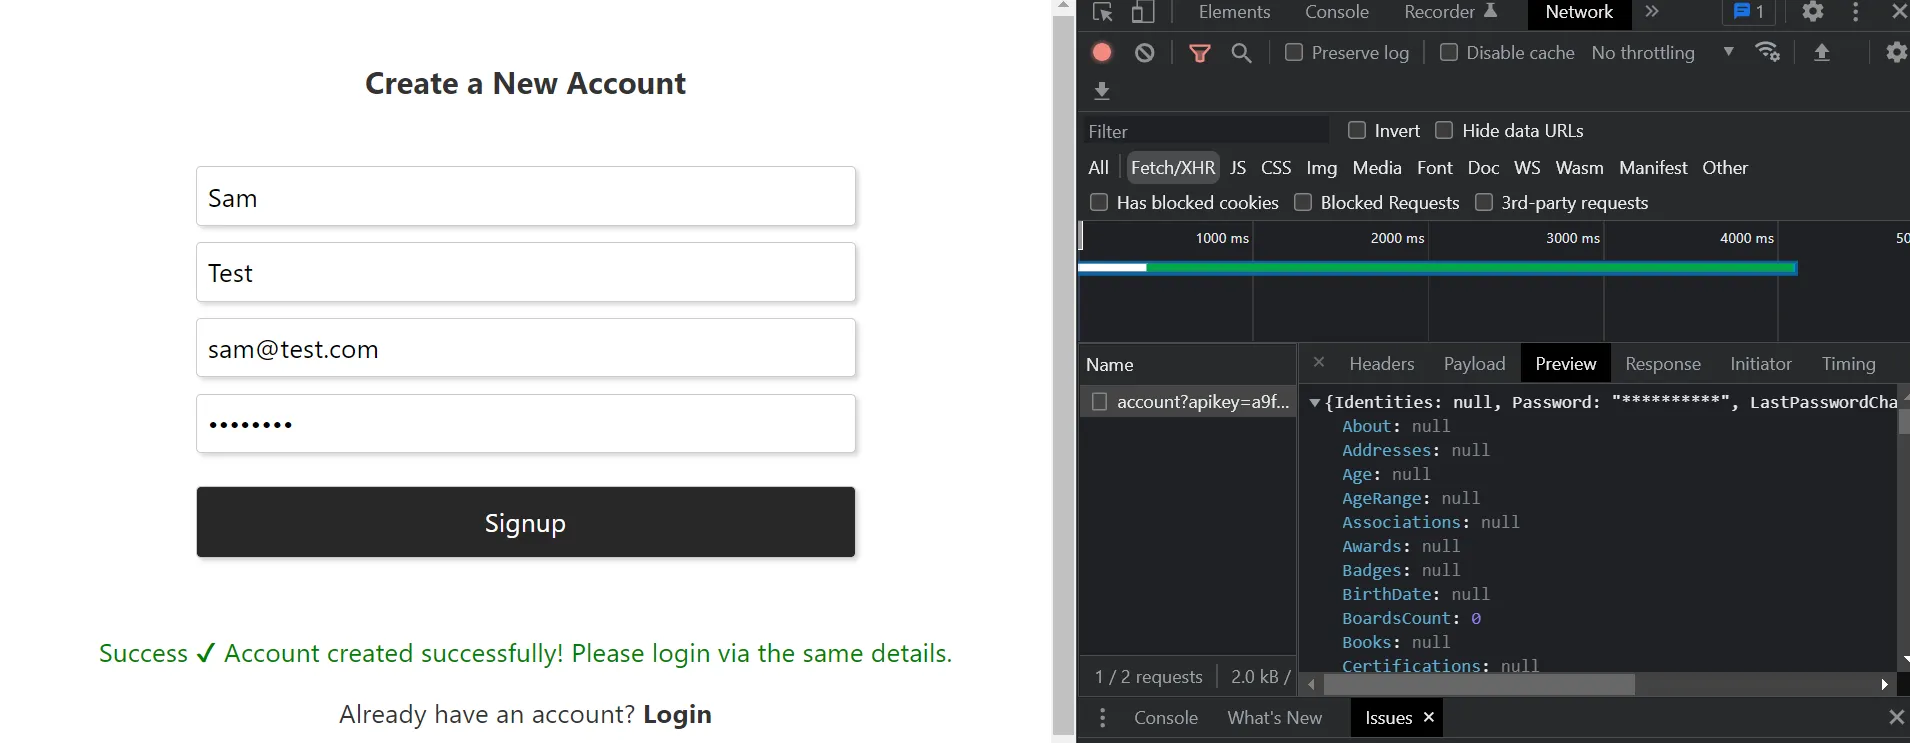 Create a New Account
Sam
Test
sam@test.com
••••••••
Signup
Success ✔ Account created successfully! Please login via the same details.
Already have an account? Login
Elements Console Recorder Network » 1
Preserve log Disable cache No throttling
Filter Invert Hide data URLs
All Fetch/XHR JS CSS Img Media Font Doc WS Wasm Manifest Other
Has blocked cookies Blocked Requests 3rd-party requests
1000 ms 2000 ms 3000 ms 4000 ms 50
Name
account?apikey=a9f...
1 / 2 requests 2.0 kB /
Headers Payload Preview Response Initiator Timing
{Identities: null, Password: "**********", LastPasswordCha
About: null
Addresses: null
Age: null
AgeRange: null
Associations: null
Awards: null
Badges: null
BirthDate: null
BoardsCount: 0
Books: null
Certifications: null
Console What's New Issues ×